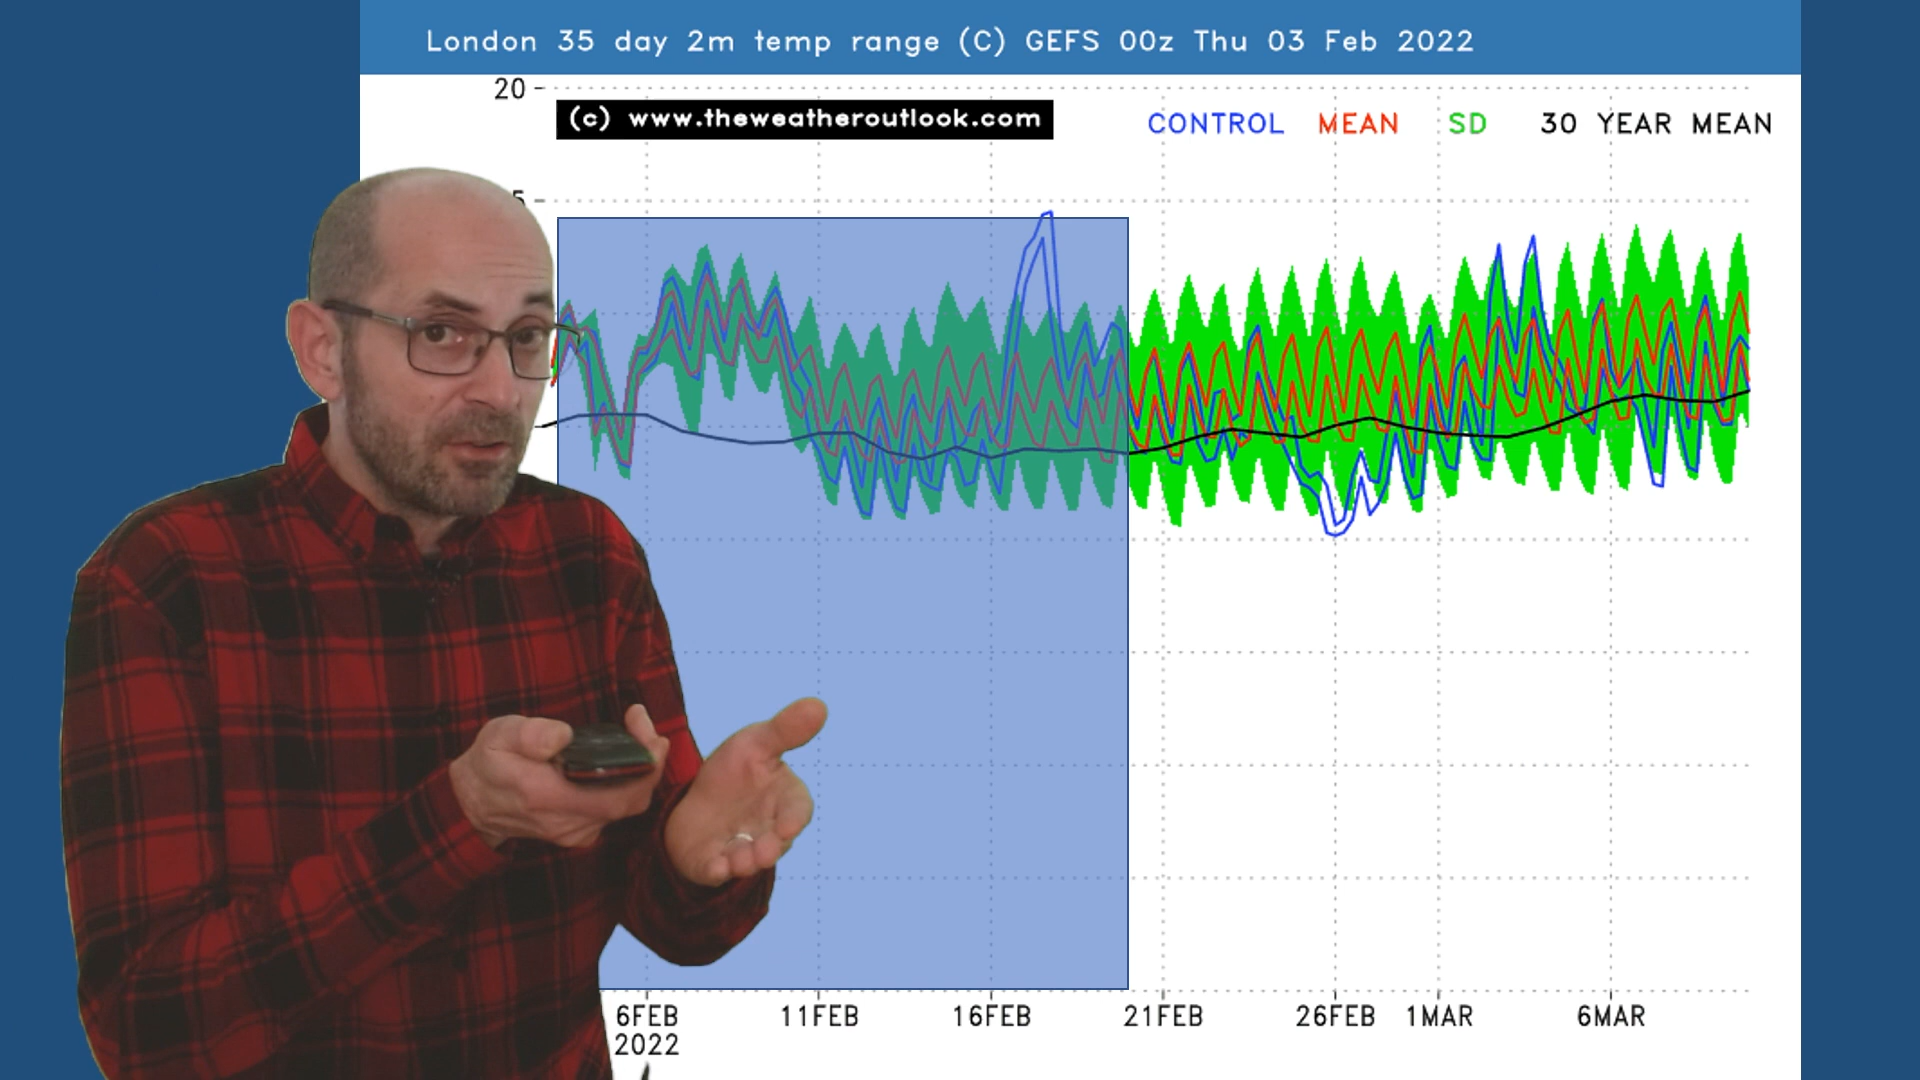 London 35 day 2m temp range (C) GEFS 00z Thu 03 Feb 2022
20
(c) www.theweatheroutlook.com
CONTROL MEAN SD 30 YEAR MEAN
5
6FEB 11FEB 16FEB 21FEB 26FEB 1MAR 6MAR
2022